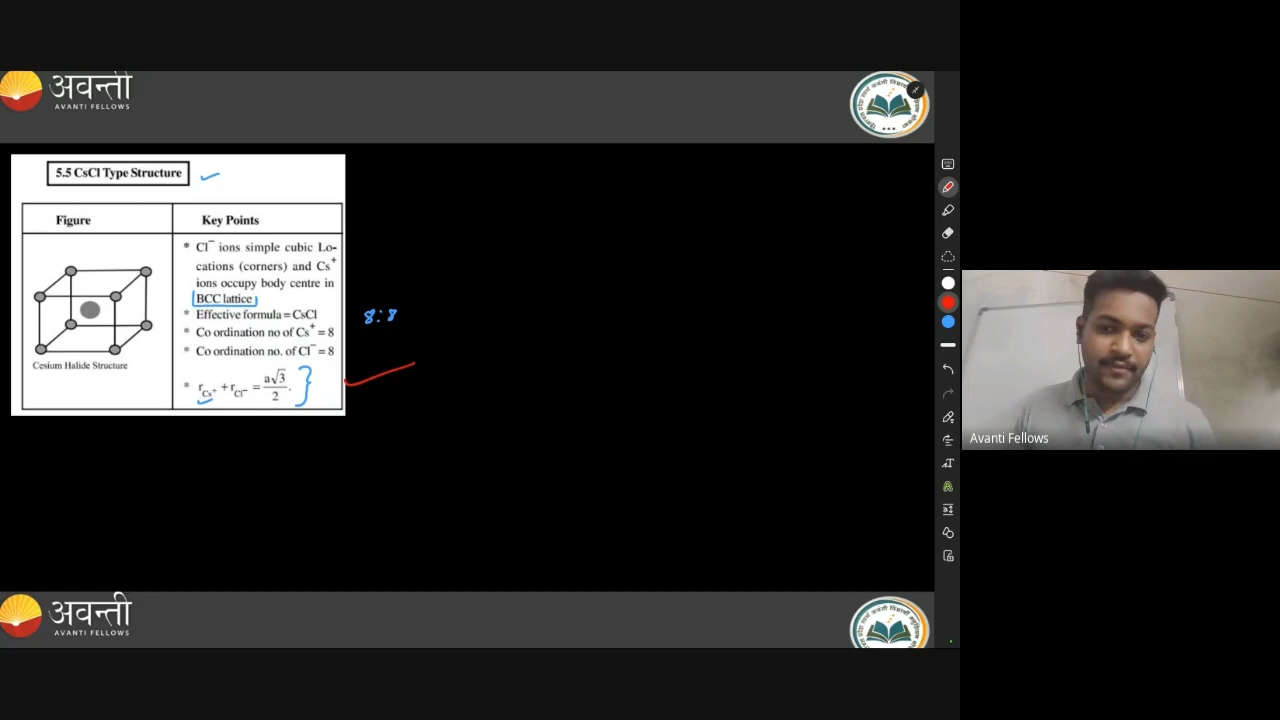 अवन्ती
AVANTI FELLOWS
5.5 CsCl Type Structure
Figure
Key Points
* Cl⁻ ions simple cubic Lo-
cations (corners) and Cs⁺
ions occupy body centre in
BCC lattice
* Effective formula = CsCl
* Co ordination no of Cs⁺ = 8
* Co ordination no. of Cl⁻ = 8
* r_Cs⁺ + r_Cl⁻ = a√3/2.
Cesium Halide Structure
8:8
Avanti Fellows
अवन्ती
AVANTI FELLOWS